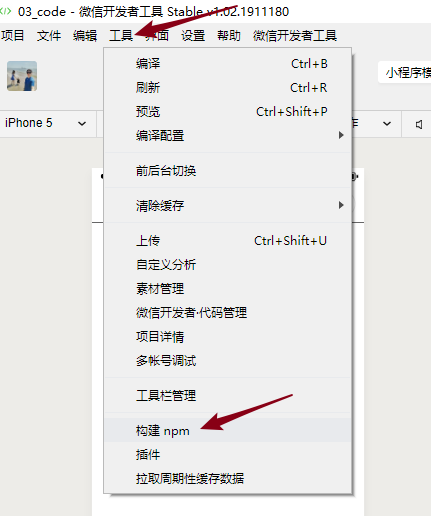 03_code - 微信开发者工具 Stable v1.02.1911180
项目 文件 编辑 工具 界面 设置 帮助 微信开发者工具
编译 Ctrl+B
小程序模
刷新 Ctrl+R
预览 Ctrl+Shift+P
iPhone 5
编译配置
作
前后台切换
清除缓存
上传 Ctrl+Shift+U
自定义分析
素材管理
微信开发者·代码管理
项目详情
多帐号调试
工具栏管理
构建 npm
插件
拉取周期性缓存数据